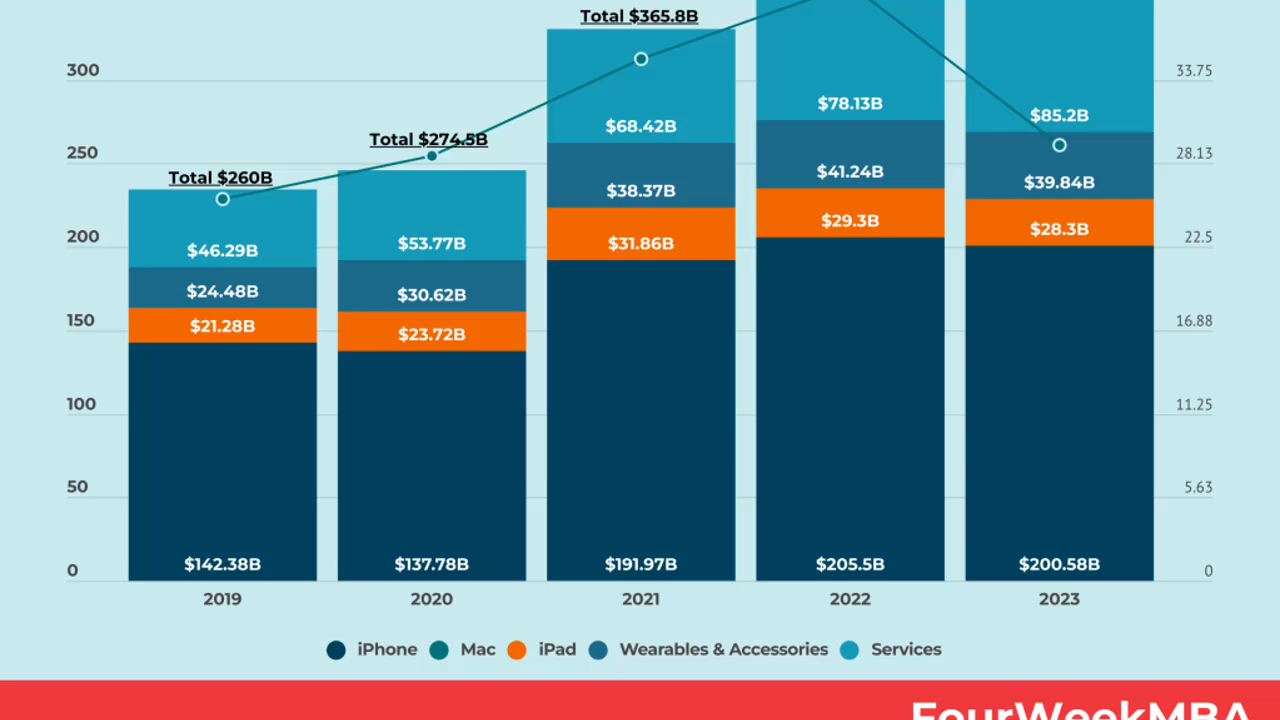 Total $365.8B
300
33.75
$78.13B
$85.2B
$68.42B
Total $274.5B
250
28.13
Total $260B
$41.24B
$39.84B
$38.37B
$29.3B
$28.3B
200
22.5
$31.86B
$46.29B
$53.77B
$24.48B
$30.62B
150
16.88
$21.28B
$23.72B
100
11.25
50
5.63
$142.38B
$137.78B
$191.97B
$205.5B
$200.58B
0
0
2019 2020 2021 2022 2023
iPhone Mac iPad Wearables & Accessories Services
FourWeekMBA